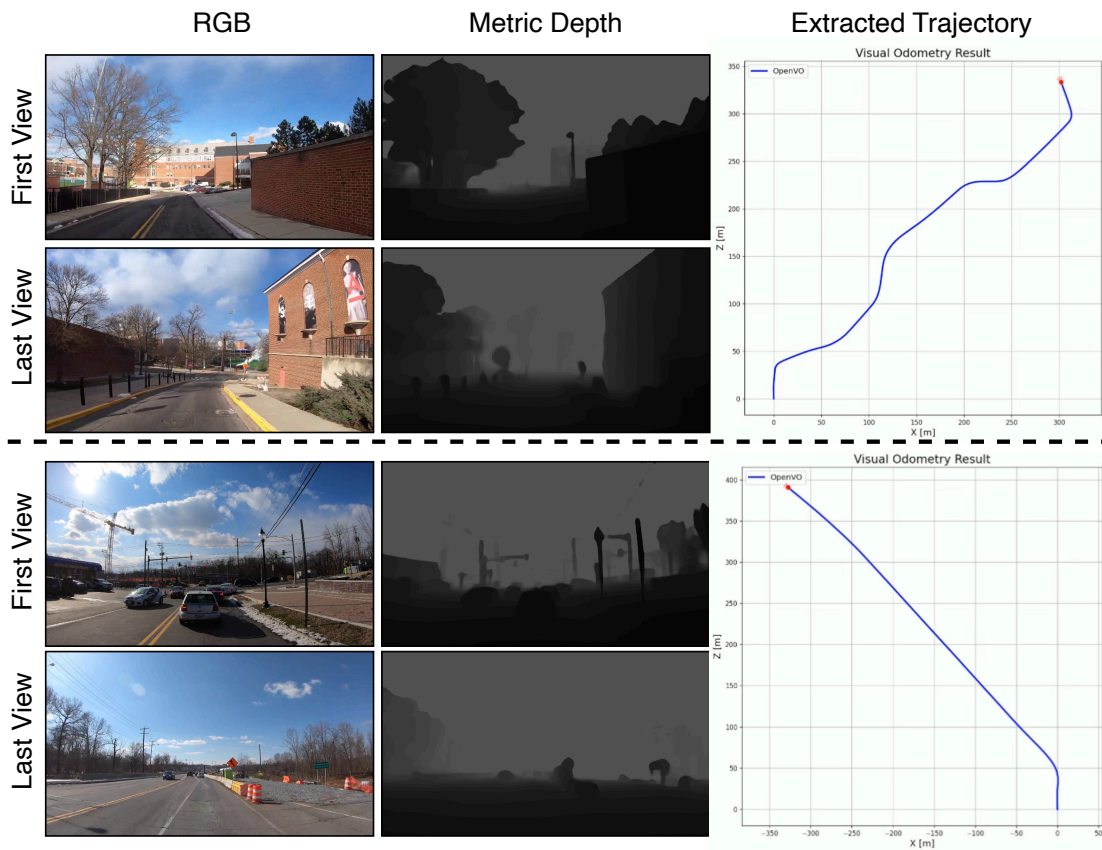 RGB
Metric Depth
Extracted Trajectory
First View
Last View
Visual Odometry Result
OpenVO
350
300
250
200
150
100
50
0
Z [m]
0
50
100
150
200
250
300
X [m]
First View
Last View
Visual Odometry Result
OpenVO
400
350
300
250
200
150
100
50
0
Z [m]
−350
−300
−250
−200
−150
−100
−50
0
50
X [m]